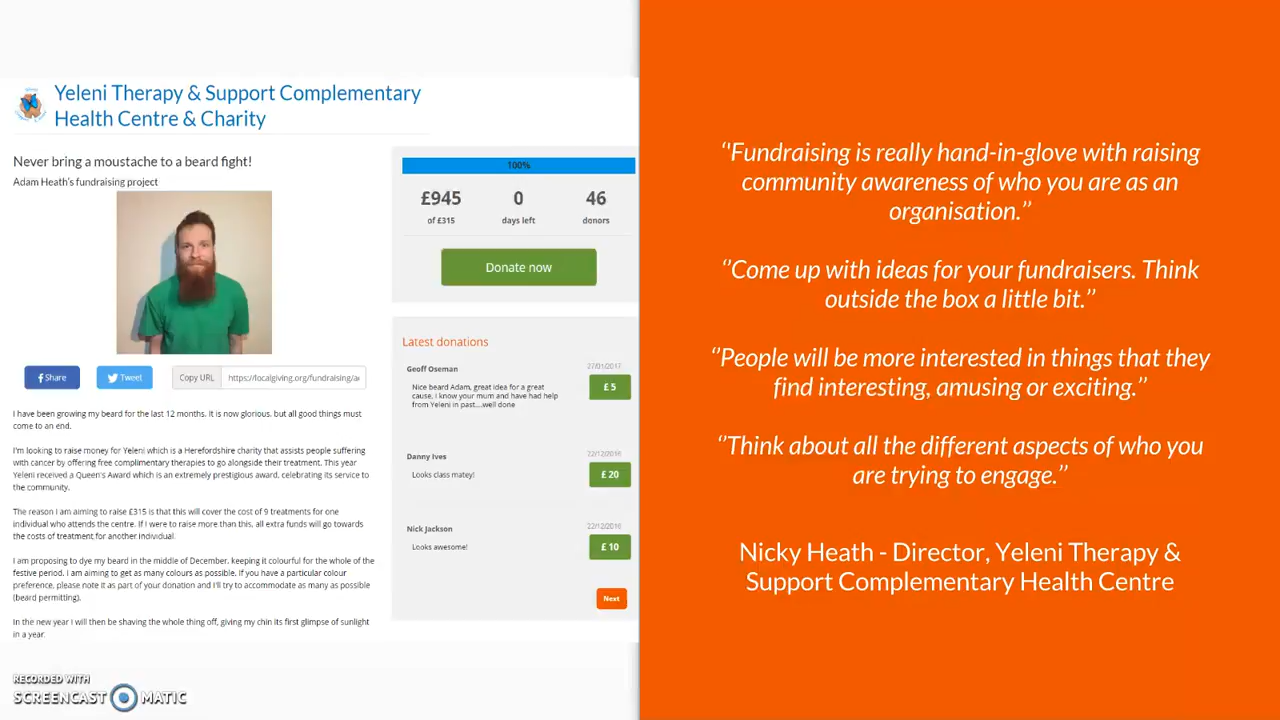 Yeleni Therapy & Support Complementary
Health Centre & Charity
Never bring a moustache to a beard fight!
Adam Heath's fundraising project
Share
Tweet
Copy URL
https://localgiving.org/fundraising/a
I have been growing my beard for the last 12 months. It is now glorious, but all good things must
come to an end.
I'm looking to raise money for Yeleni which is a Herefordshire charity that assists people suffering
with cancer by offering free complimentary therapies to go alongside their treatment. This year
Yeleni received a Queen's Award which is an extremely prestigious award, celebrating its service to
the community.
The reason I am aiming to raise £315 is that this will cover the cost of 9 treatments for one
individual who attends the centre. If I were to raise more than this, all extra funds will go towards
the costs of treatment for another individual.
I am proposing to dye my beard in the middle of December, keeping it colourful for the whole of the
festive period. I am aiming to get as many colours as possible. If you have a particular colour
preference, please note it as part of your donation and I'll try to accommodate as many as possible
(beard permitting).
In the new year I will then be shaving the whole thing off, giving my chin its first glimpse of sunlight
in a year.
100%
£945 0 46
of £315 days left donors
Donate now
Latest donations
27/01/2017
Geoff Oseman
£ 5
Nice beard Adam, great idea for a great
cause, I know your mum and have had help
from Yeleni in past....well done
22/12/2016
Danny Ives
£ 20
Looks class matey!
22/12/2016
Nick Jackson
£ 10
Looks awesome!
Next
RECORDED WITH
SCREENCAST MATIC
‘’Fundraising is really hand-in-glove with raising
community awareness of who you are as an
organisation.’’
‘’Come up with ideas for your fundraisers. Think
outside the box a little bit.’’
‘’People will be more interested in things that they
find interesting, amusing or exciting.’’
‘’Think about all the different aspects of who you
are trying to engage.’’
Nicky Heath - Director, Yeleni Therapy &
Support Complementary Health Centre